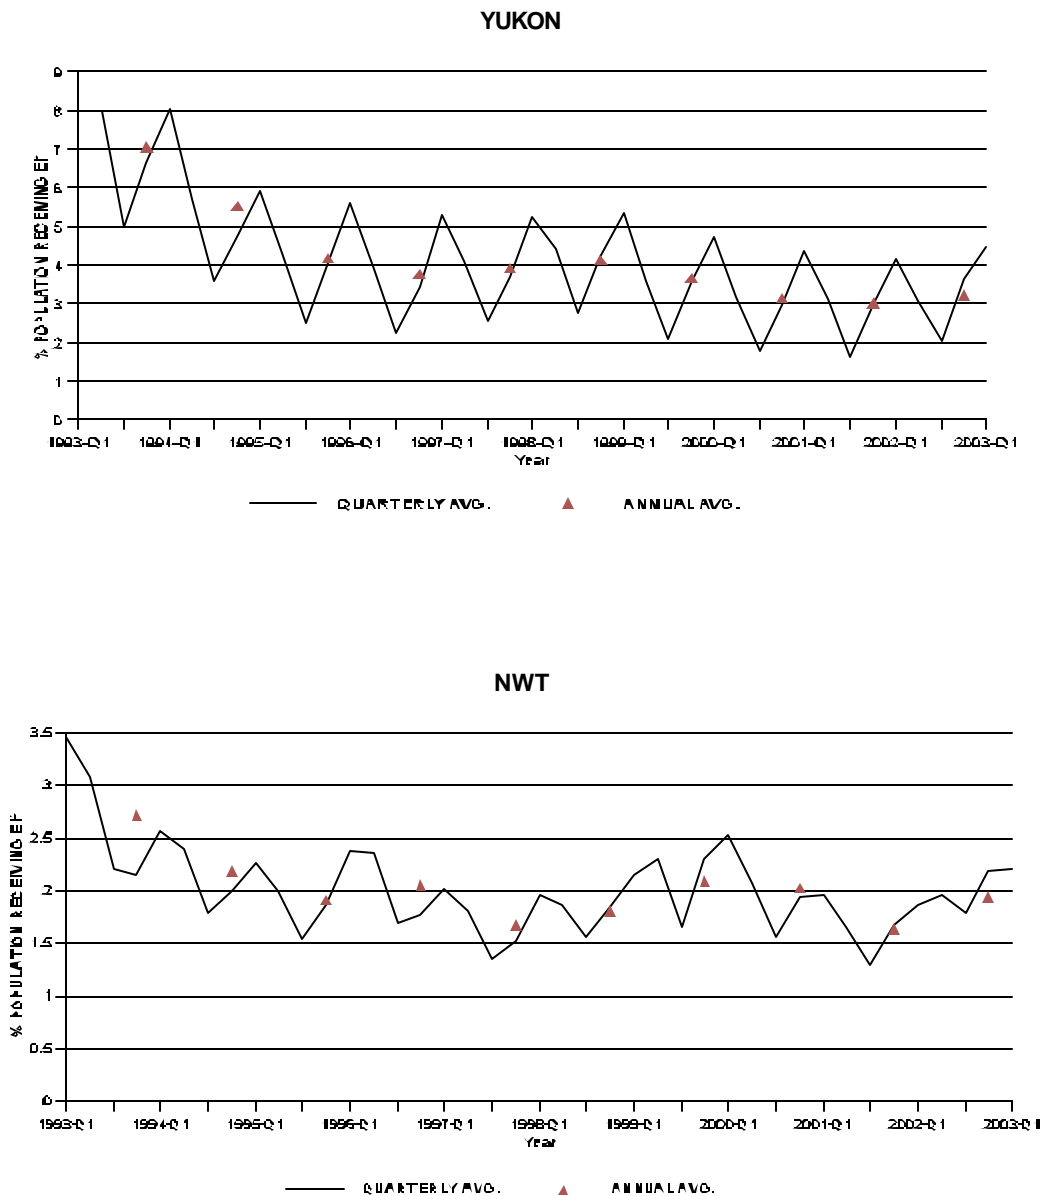 YUKON
9
8
7
6
5
4
3
2
1
0
% POPULATION RECEIVING EI
1993-Q1 1994-Q1 1995-Q1 1996-Q1 1997-Q1 1998-Q1 1999-Q1 2000-Q1 2001-Q1 2002-Q1 2003-Q1
Year
QUARTERLY AVG. ANNUAL AVG.
NWT
3.5
3
2.5
2
1.5
1
0.5
0
% POPULATION RECEIVING EI
1993-Q1 1994-Q1 1995-Q1 1996-Q1 1997-Q1 1998-Q1 1999-Q1 2000-Q1 2001-Q1 2002-Q1 2003-Q1
Year
QUARTERLY AVG. ANNUAL AVG.